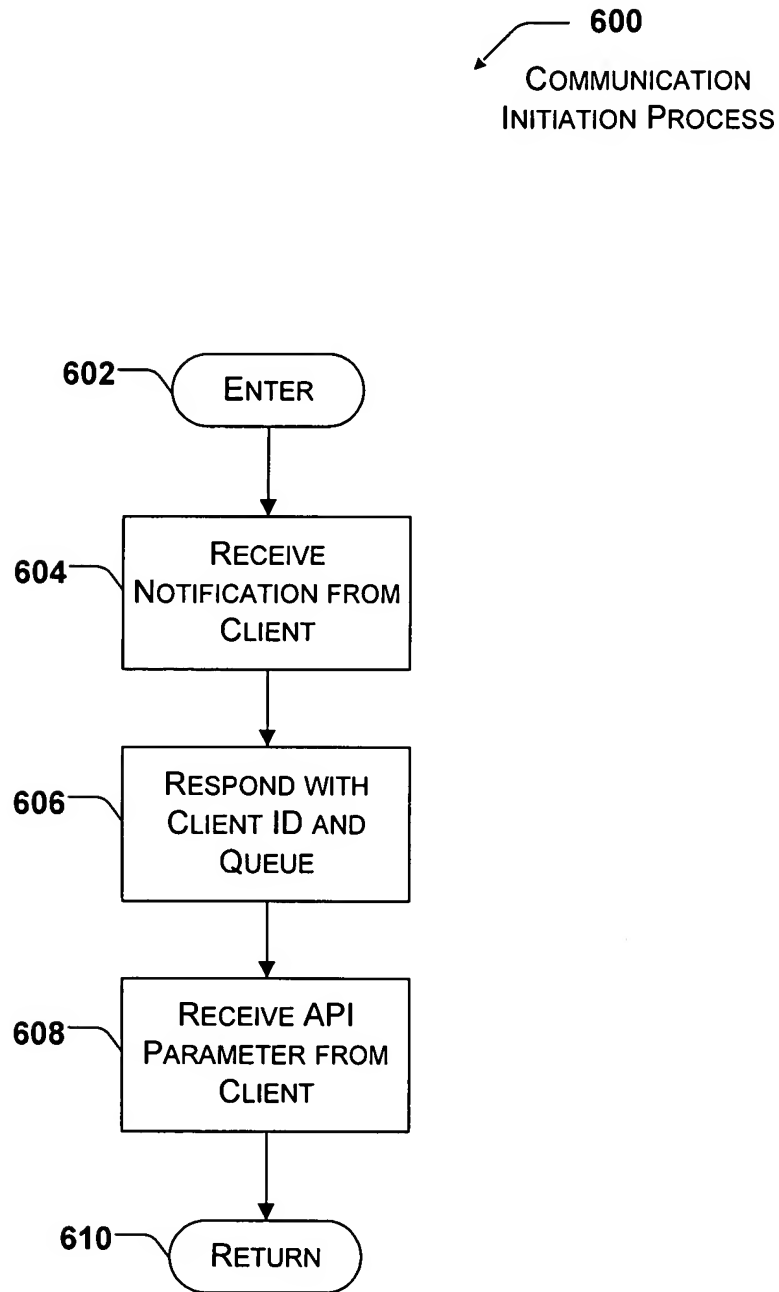 600
COMMUNICATION
INITIATION PROCESS
602
ENTER
604
RECEIVE
NOTIFICATION FROM
CLIENT
606
RESPOND WITH
CLIENT ID AND
QUEUE
608
RECEIVE API
PARAMETER FROM
CLIENT
610
RETURN